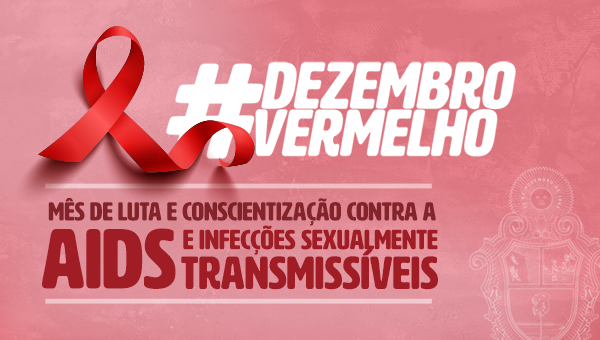 #DEZEMBRO
VERMELHO
MÊS DE LUTA E CONSCIENTIZAÇÃO CONTRA A
AIDS E INFECÇÕES SEXUALMENTE
TRANSMISSÍVEIS